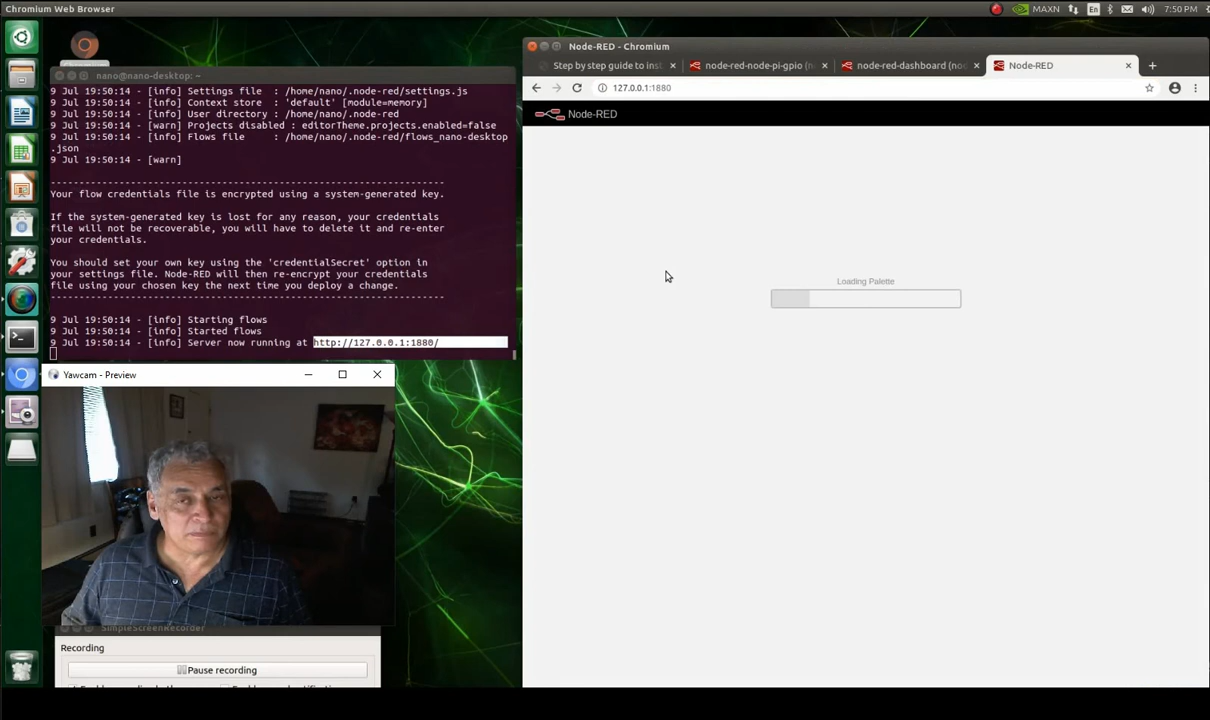 Chromium Web Browser
MAXN
En
7:50 PM
nano@nano-desktop: ~
9 Jul 19:50:14 - [info] Settings file  : /home/nano/.node-red/settings.js
9 Jul 19:50:14 - [info] Context store  : 'default' [module=memory]
9 Jul 19:50:14 - [info] User directory : /home/nano/.node-red
9 Jul 19:50:14 - [warn] Projects disabled : editorTheme.projects.enabled=false
9 Jul 19:50:14 - [info] Flows file     : /home/nano/.node-red/flows_nano-desktop
.json
9 Jul 19:50:14 - [warn]
---------------------------------------------------------------------
Your flow credentials file is encrypted using a system-generated key.
If the system-generated key is lost for any reason, your credentials
file will not be recoverable, you will have to delete it and re-enter
your credentials.
You should set your own key using the 'credentialSecret' option in
your settings file. Node-RED will then re-encrypt your credentials
file using your chosen key the next time you deploy a change.
---------------------------------------------------------------------
9 Jul 19:50:14 - [info] Starting flows
9 Jul 19:50:14 - [info] Started flows
9 Jul 19:50:14 - [info] Server now running at http://127.0.0.1:1880/
Yawcam - Preview
SimpleScreenRecorder
Recording
Pause recording
Node-RED - Chromium
Step by step guide to inst
node-red-node-pi-gpio (n
node-red-dashboard (no
Node-RED
127.0.0.1:1880
Node-RED
Loading Palette